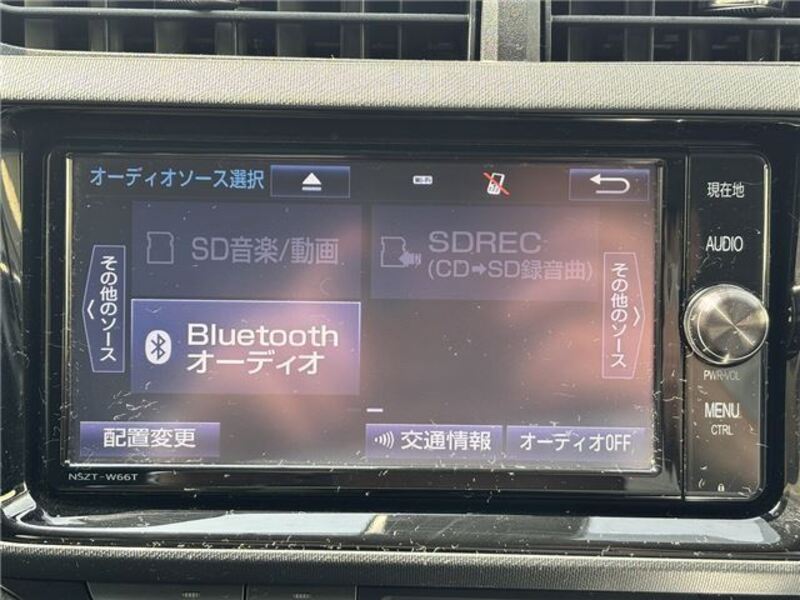 オーディオソース選択
Wi-Fi
現在地
SD音楽/動画
SDREC
(CD➡SD録音曲)
AUDIO
その他のソース
その他のソース
Bluetooth
オーディオ
PWR•VOL
MENU
CTRL
配置変更
交通情報
オーディオOFF
NSZT-W66T